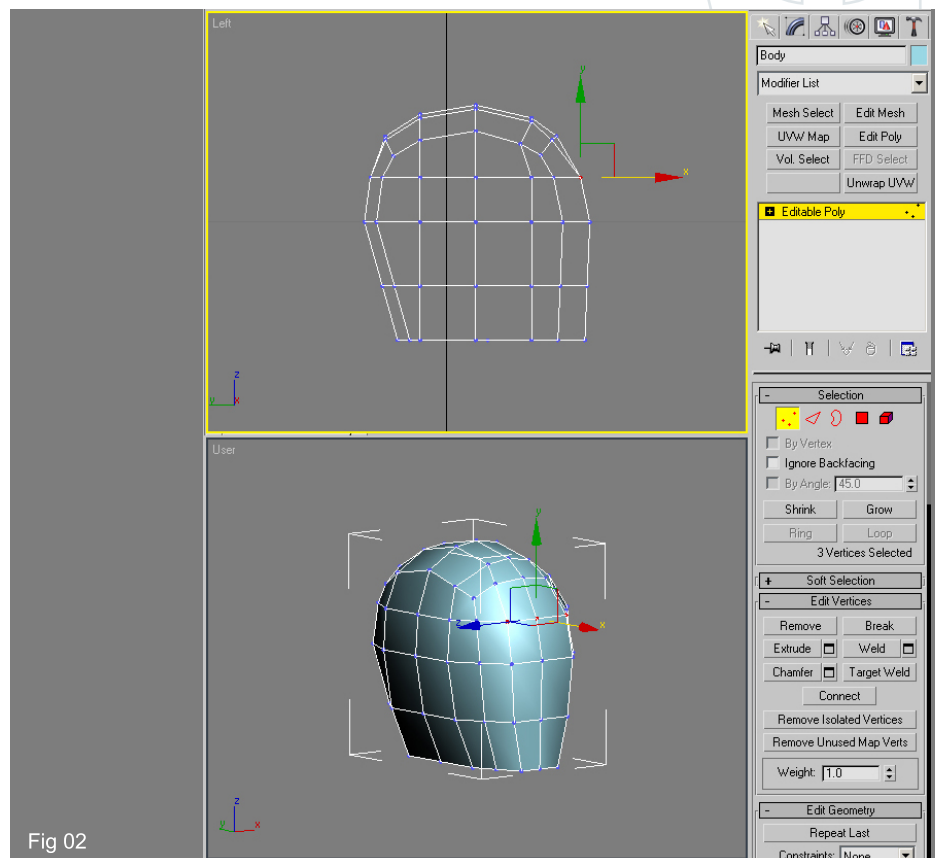 Left
y
x
z
y
x
User
y
x
z
y
x
Fig 02
Body
Modifier List
Mesh Select
Edit Mesh
UVW Map
Edit Poly
Vol. Select
FFD Select
Unwrap UVW
Editable Poly
- Selection
By Vertex
Ignore Backfacing
By Angle: 45.0
Shrink
Grow
Ring
Loop
3 Vertices Selected
+ Soft Selection
- Edit Vertices
Remove
Break
Extrude
Weld
Chamfer
Target Weld
Connect
Remove Isolated Vertices
Remove Unused Map Verts
Weight: 1.0
- Edit Geometry
Repeat Last
Constraints: None